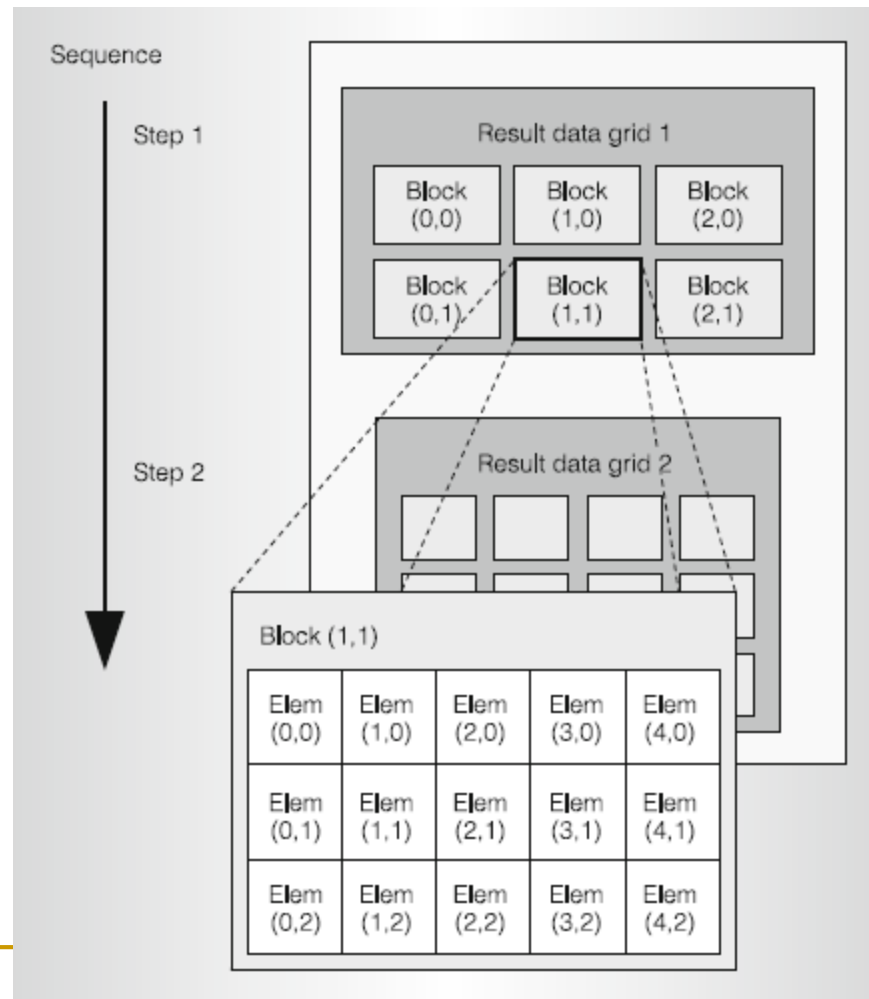 Sequence
Step 1
Result data grid 1
Block
(0,0)
Block
(1,0)
Block
(2,0)
Block
(0,1)
Block
(1,1)
Block
(2,1)
Step 2
Result data grid 2
Block (1,1)
Elem
(0,0)
Elem
(1,0)
Elem
(2,0)
Elem
(3,0)
Elem
(4,0)
Elem
(0,1)
Elem
(1,1)
Elem
(2,1)
Elem
(3,1)
Elem
(4,1)
Elem
(0,2)
Elem
(1,2)
Elem
(2,2)
Elem
(3,2)
Elem
(4,2)